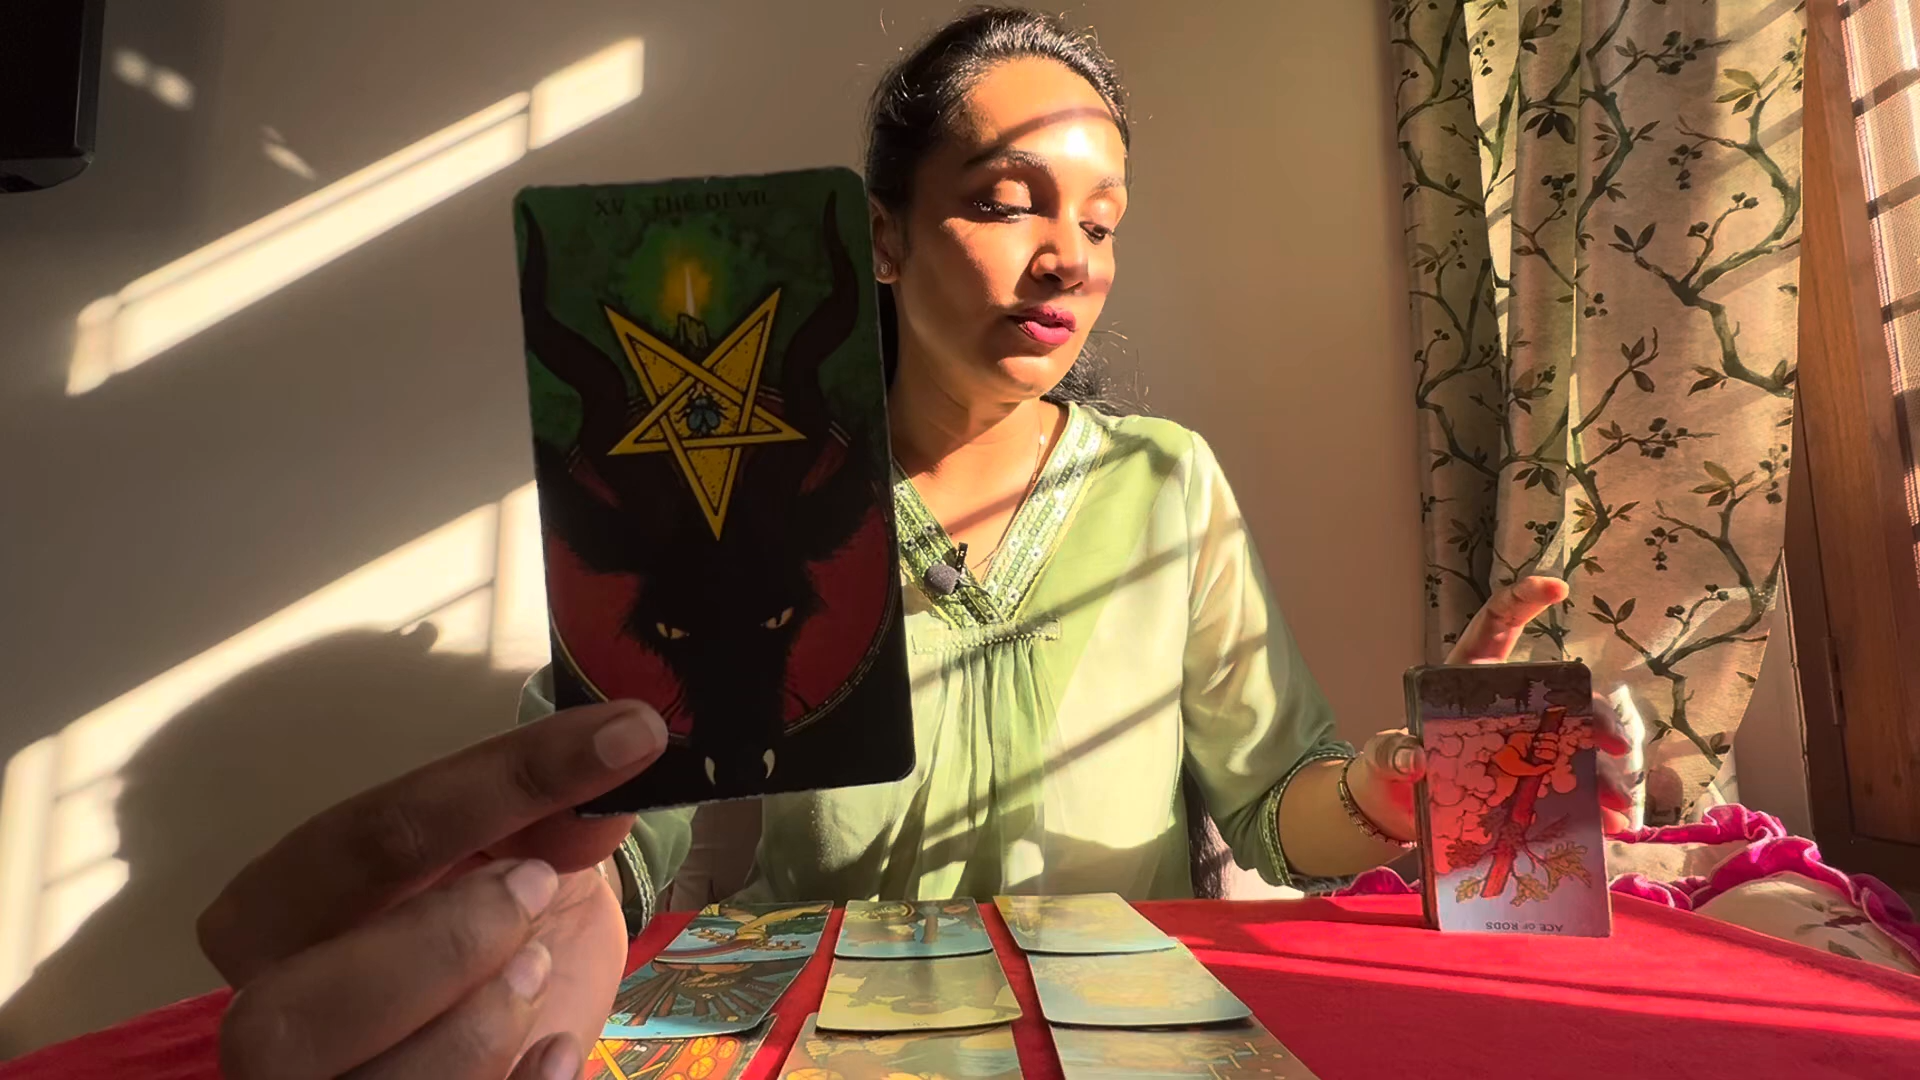 XV THE DEVIL
ACE OF RODS